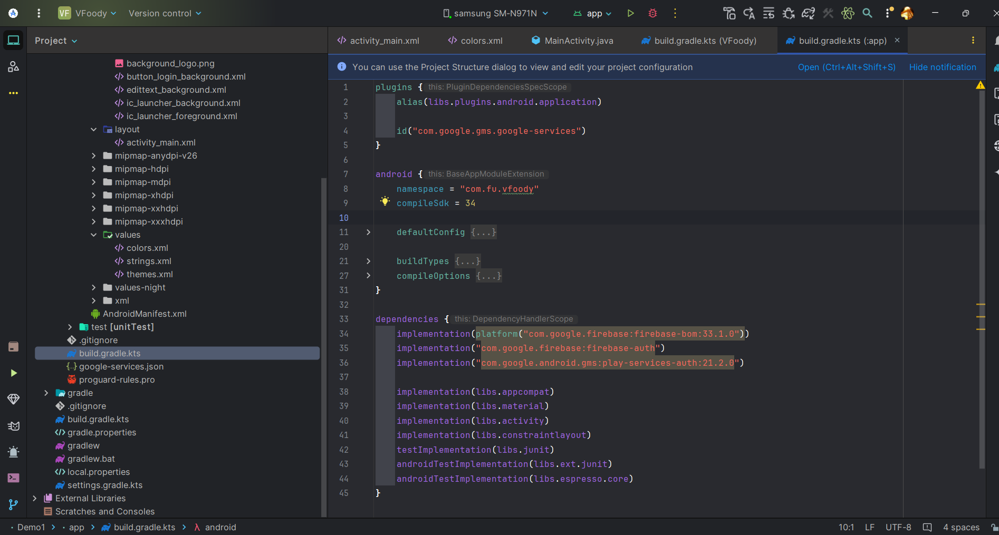 VF VFoody Version control samsung SM-N971N app
Project
activity_main.xml colors.xml MainActivity.java build.gradle.kts (VFoody) build.gradle.kts (:app)
You can use the Project Structure dialog to view and edit your project configuration Open (Ctrl+Alt+Shift+S) Hide notification
background_logo.png
button_login_background.xml
edittext_background.xml
ic_launcher_background.xml
ic_launcher_foreground.xml
layout
activity_main.xml
mipmap-anydpi-v26
mipmap-hdpi
mipmap-mdpi
mipmap-xhdpi
mipmap-xxhdpi
mipmap-xxxhdpi
values
colors.xml
strings.xml
themes.xml
values-night
xml
AndroidManifest.xml
test [unitTest]
.gitignore
build.gradle.kts
google-services.json
proguard-rules.pro
gradle
.gitignore
build.gradle.kts
gradle.properties
gradlew
gradlew.bat
local.properties
settings.gradle.kts
External Libraries
Scratches and Consoles
1 plugins { this: PluginDependenciesSpecScope
2 alias(libs.plugins.android.application)
3
4 id("com.google.gms.google-services")
5 }
6
7 android { this: BaseAppModuleExtension
8 namespace = "com.fu.vfoody"
9 compileSdk = 34
10
11 defaultConfig {...}
20
21 buildTypes {...}
27 compileOptions {...}
31 }
32
33 dependencies { this: DependencyHandlerScope
34 implementation(platform("com.google.firebase:firebase-bom:33.1.0"))
35 implementation("com.google.firebase:firebase-auth")
36 implementation("com.google.android.gms:play-services-auth:21.2.0")
37
38 implementation(libs.appcompat)
39 implementation(libs.material)
40 implementation(libs.activity)
41 implementation(libs.constraintlayout)
42 testImplementation(libs.junit)
43 androidTestImplementation(libs.ext.junit)
44 androidTestImplementation(libs.espresso.core)
45 }
Demo1 app build.gradle.kts android 10:1 LF UTF-8 4 spaces